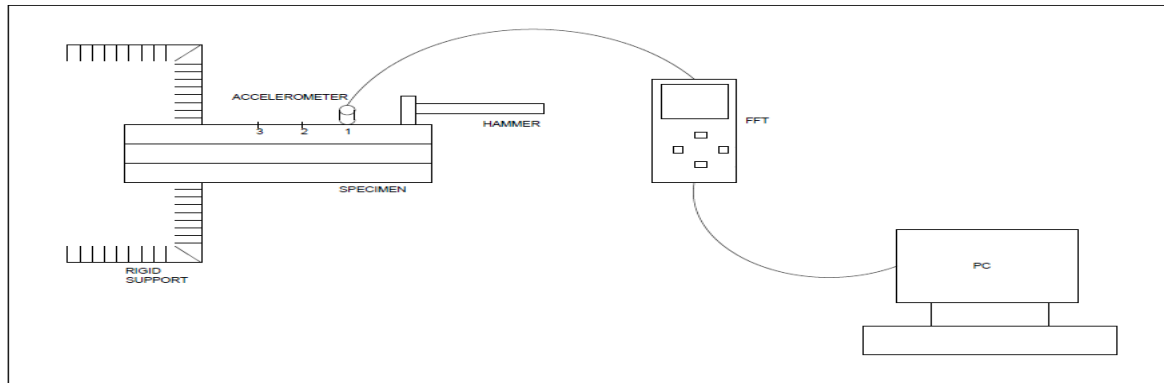 ACCELEROMETER
3 2 1
HAMMER
FFT
SPECIMEN
RIGID
SUPPORT
PC